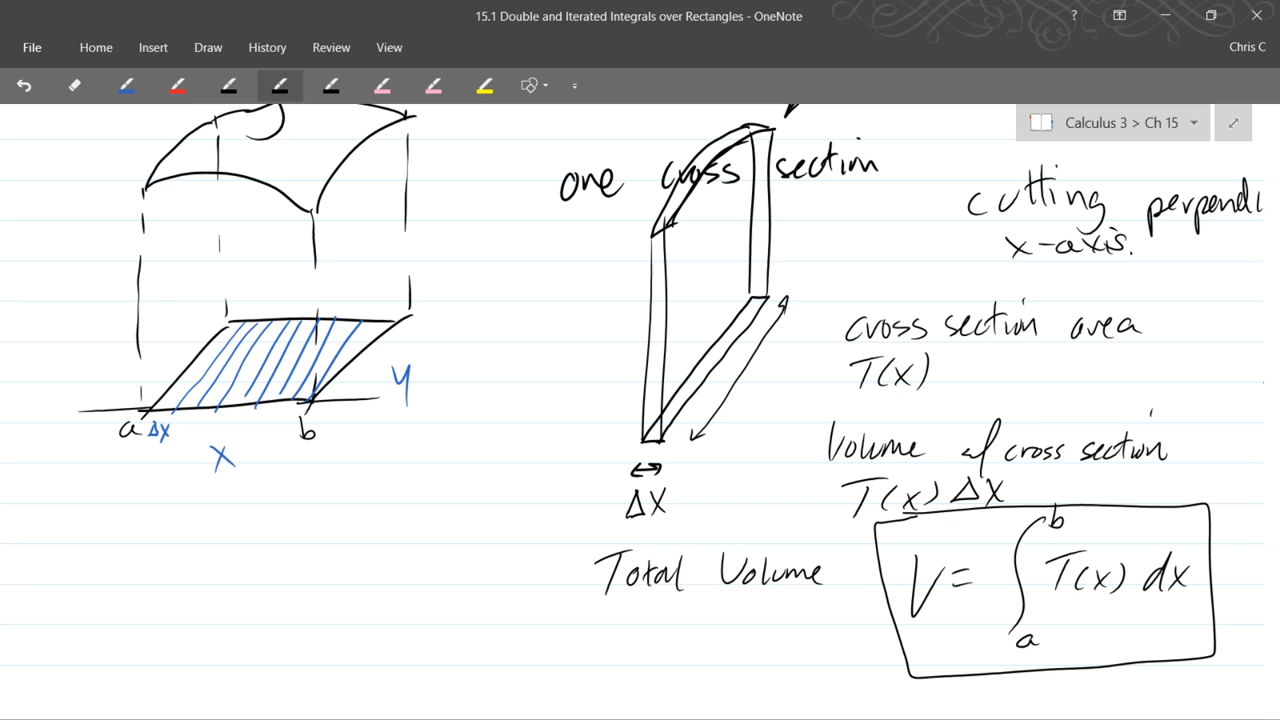 15.1 Double and Iterated Integrals over Rectangles - OneNote
?
File Home Insert Draw History Review View
Chris C
Calculus 3 > Ch 15
one cross section
cutting perpendi
x-axis.
cross section area
T(x)
y
a Δx b
x
Volume of cross section
T(x) Δx
Δx
Total Volume
V = ∫_a^b T(x) dx